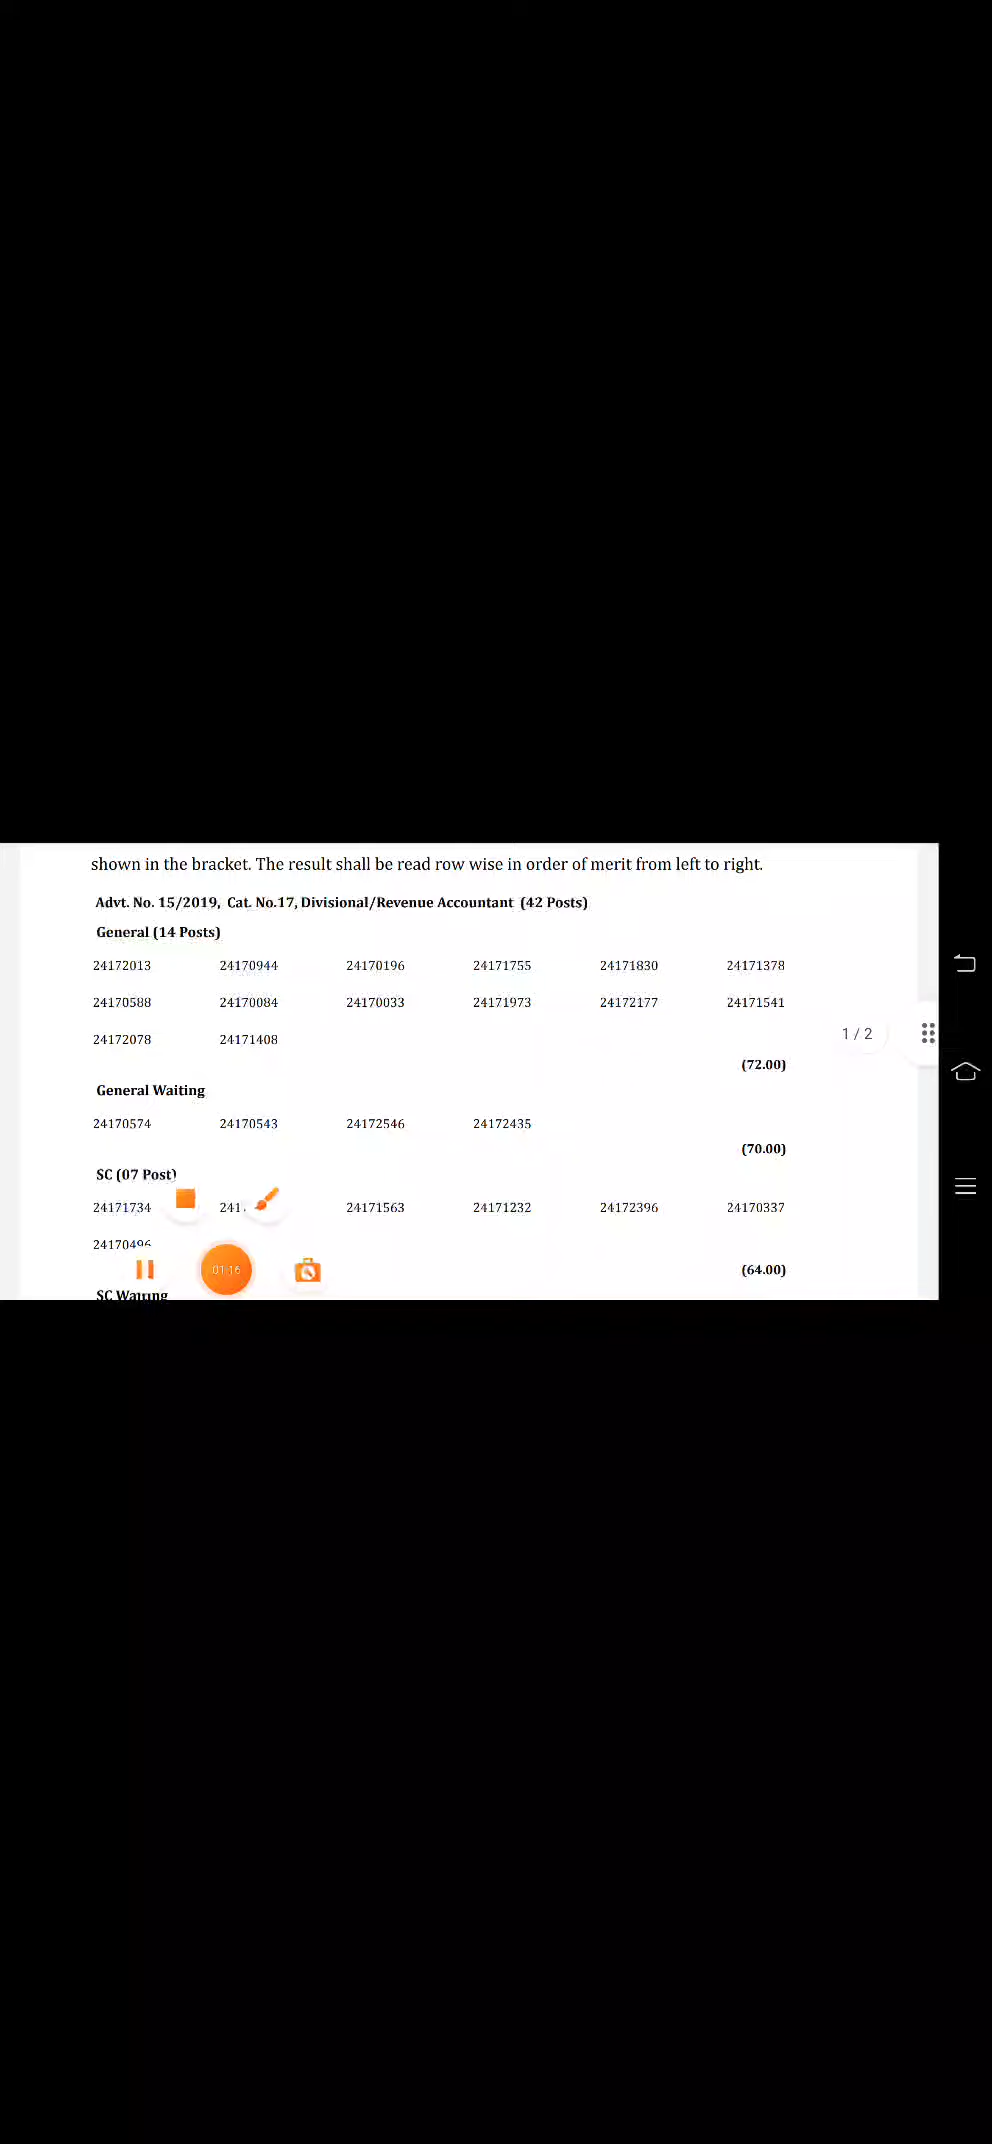 shown in the bracket. The result shall be read row wise in order of merit from left to right.
Advt. No. 15/2019, Cat. No.17, Divisional/Revenue Accountant (42 Posts)
General (14 Posts)
24172013 24170944 24170196 24171755 24171830 24171378
24170588 24170084 24170033 24171973 24172177 24171541
24172078 24171408
1 / 2
(72.00)
General Waiting
24170574 24170543 24172546 24172435
(70.00)
SC (07 Post)
24171734 24171563 24171232 24172396 24170337
24170496
01:16
(64.00)
SC Waiting